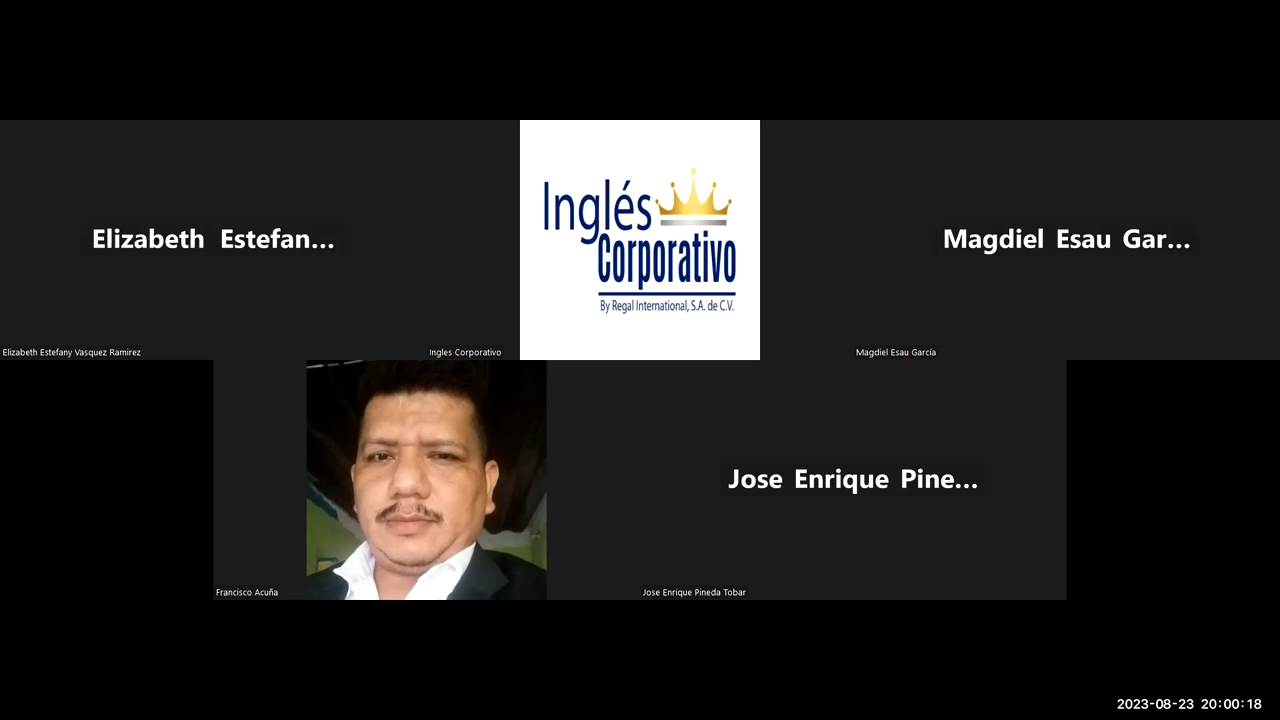 Elizabeth Estefan...
Inglés
Corporativo
By Regal International, S.A. de C.V.
Magdiel Esau Gar...
Elizabeth Estefany Vasquez Ramirez
Ingles Corporativo
Magdiel Esau García
Jose Enrique Pine...
Francisco Acuña
Jose Enrique Pineda Tobar
2023-08-23 20:00:18